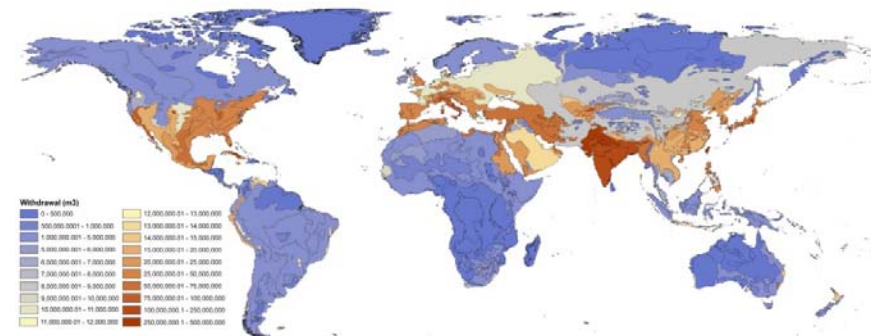 Withdrawal (m3)
0 - 500,000
500,000.0001 - 1,000,000
1,000,000.001 - 5,000,000
5,000,000.001 - 6,000,000
6,000,000.001 - 7,000,000
7,000,000.001 - 8,000,000
8,000,000.001 - 9,000,000
9,000,000.001 - 10,000,000
10,000,000.01 - 11,000,000
11,000,000.01 - 12,000,000
12,000,000.01 - 13,000,000
13,000,000.01 - 14,000,000
14,000,000.01 - 15,000,000
15,000,000.01 - 20,000,000
20,000,000.01 - 25,000,000
25,000,000.01 - 50,000,000
50,000,000.01 - 75,000,000
75,000,000.01 - 100,000,000
100,000,000.1 - 250,000,000
250,000,000.1 - 500,000,000